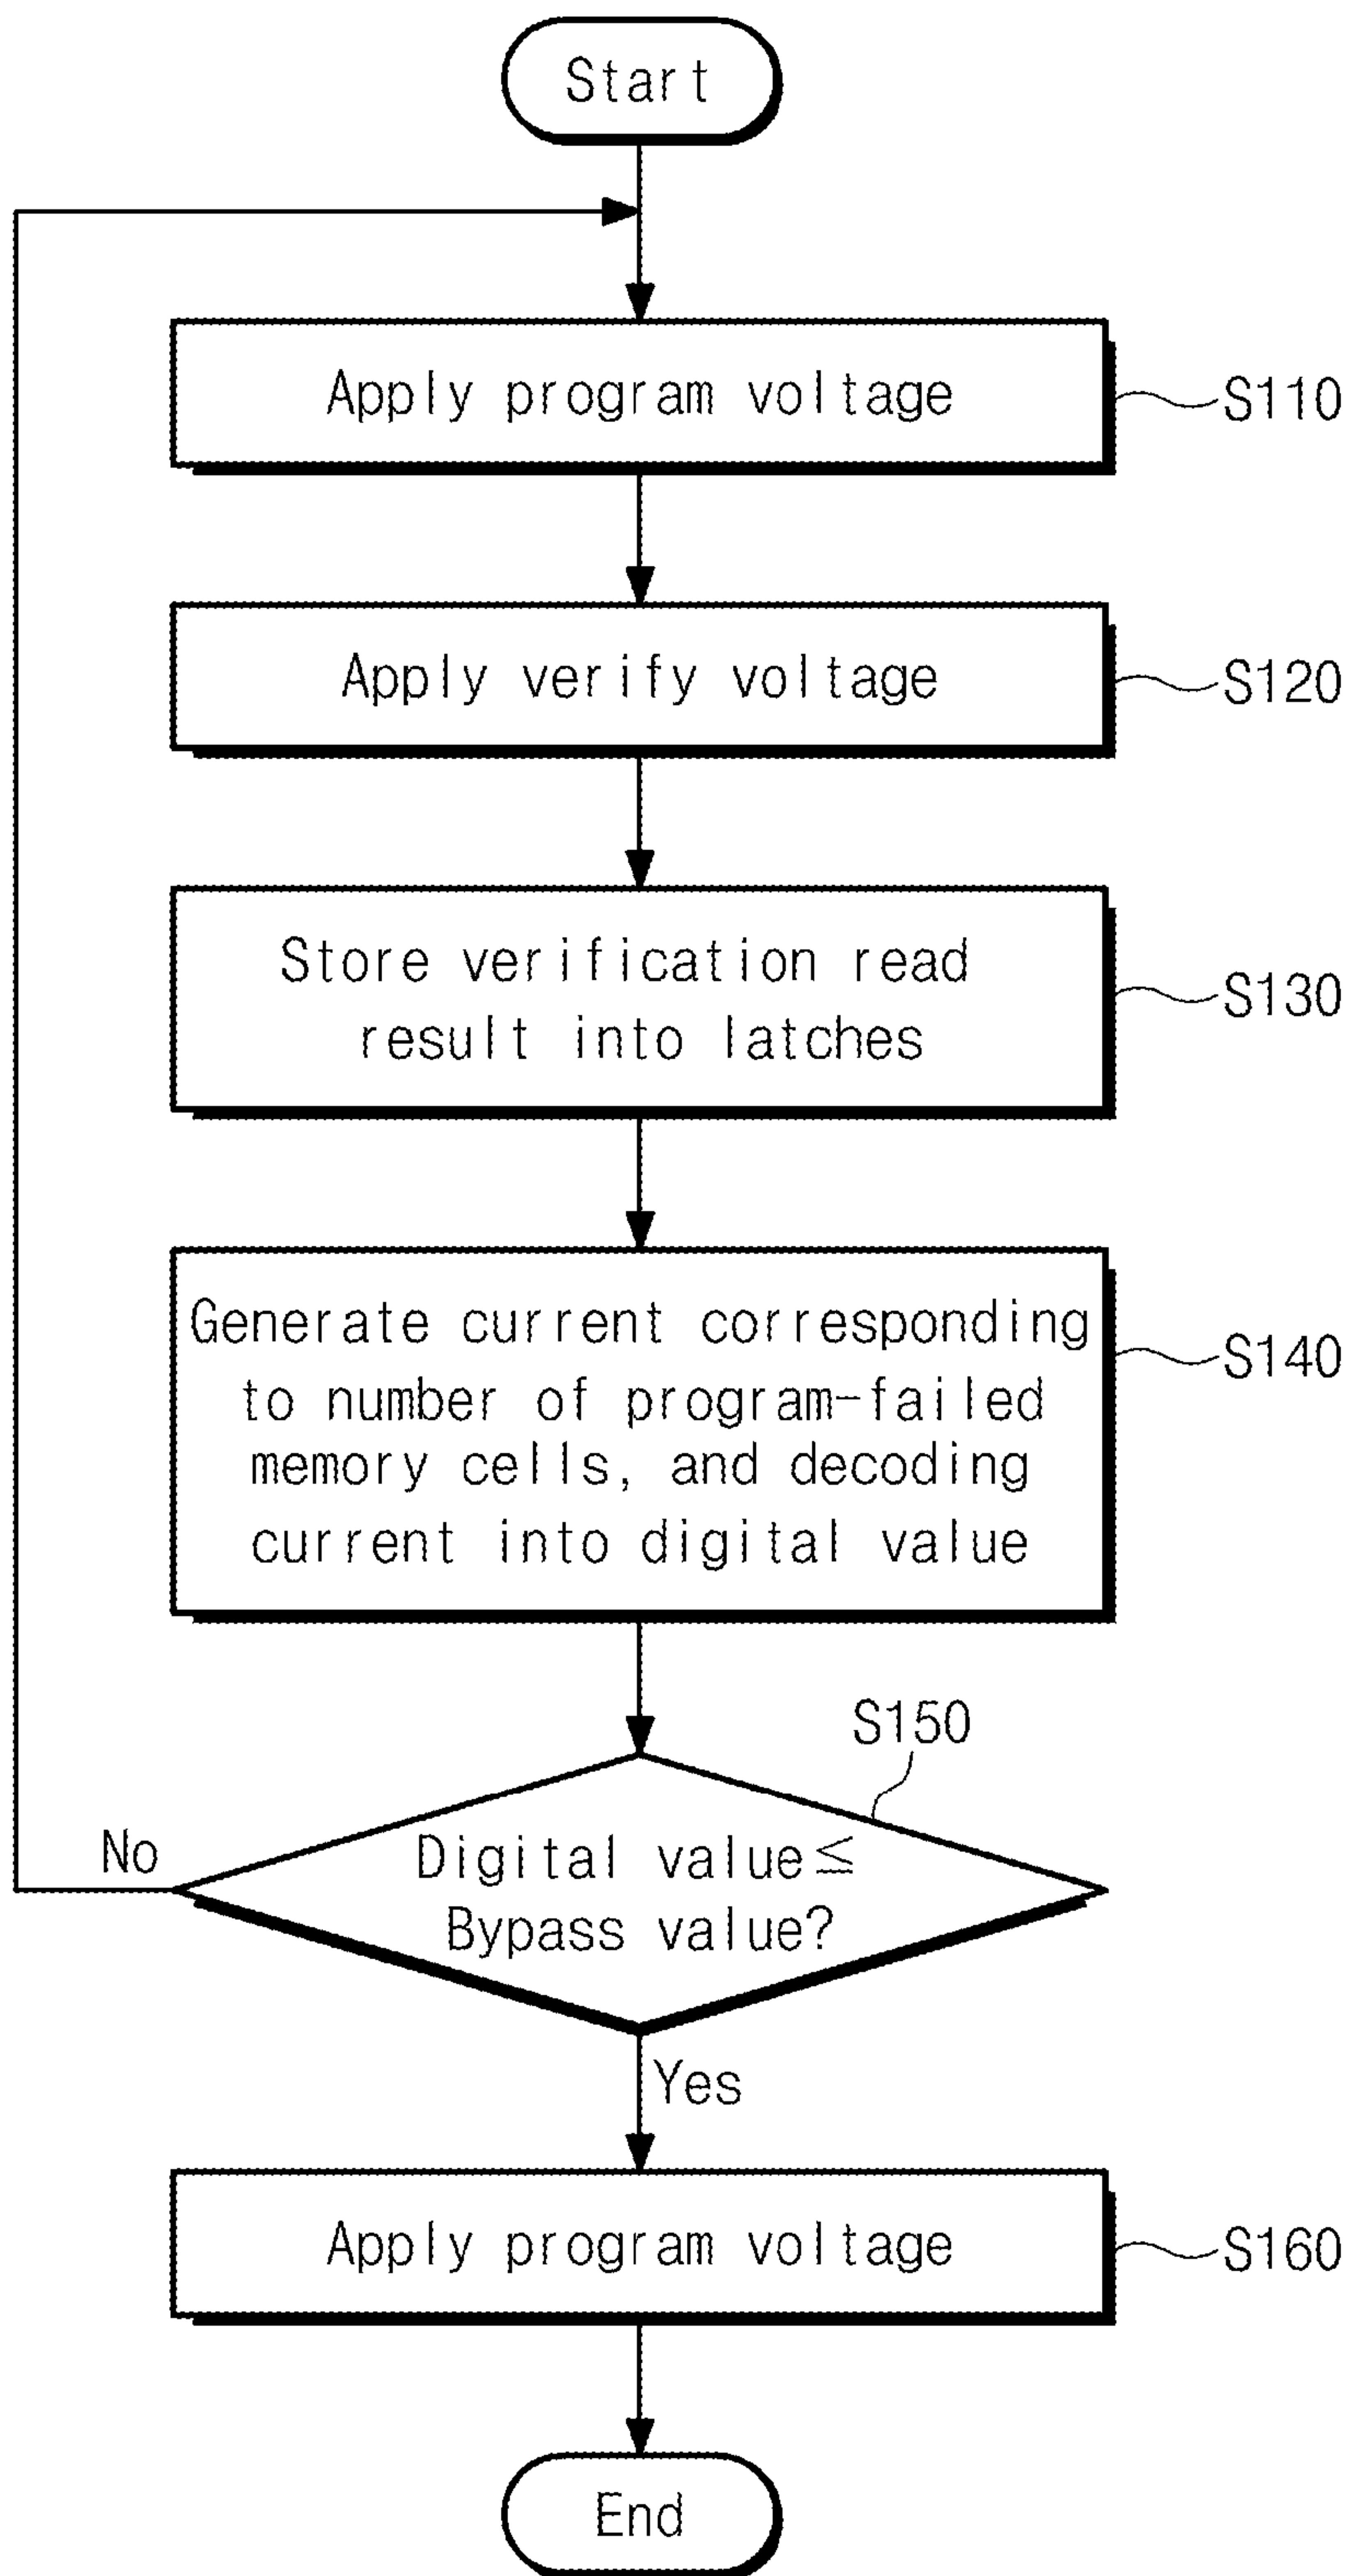 Start
Apply program voltage
S110
Apply verify voltage
S120
Store verification read
result into latches
S130
Generate current corresponding
to number of program-failed
memory cells, and decoding
current into digital value
S140
S150
No
Digital value≦
Bypass value?
Yes
Apply program voltage
S160
End